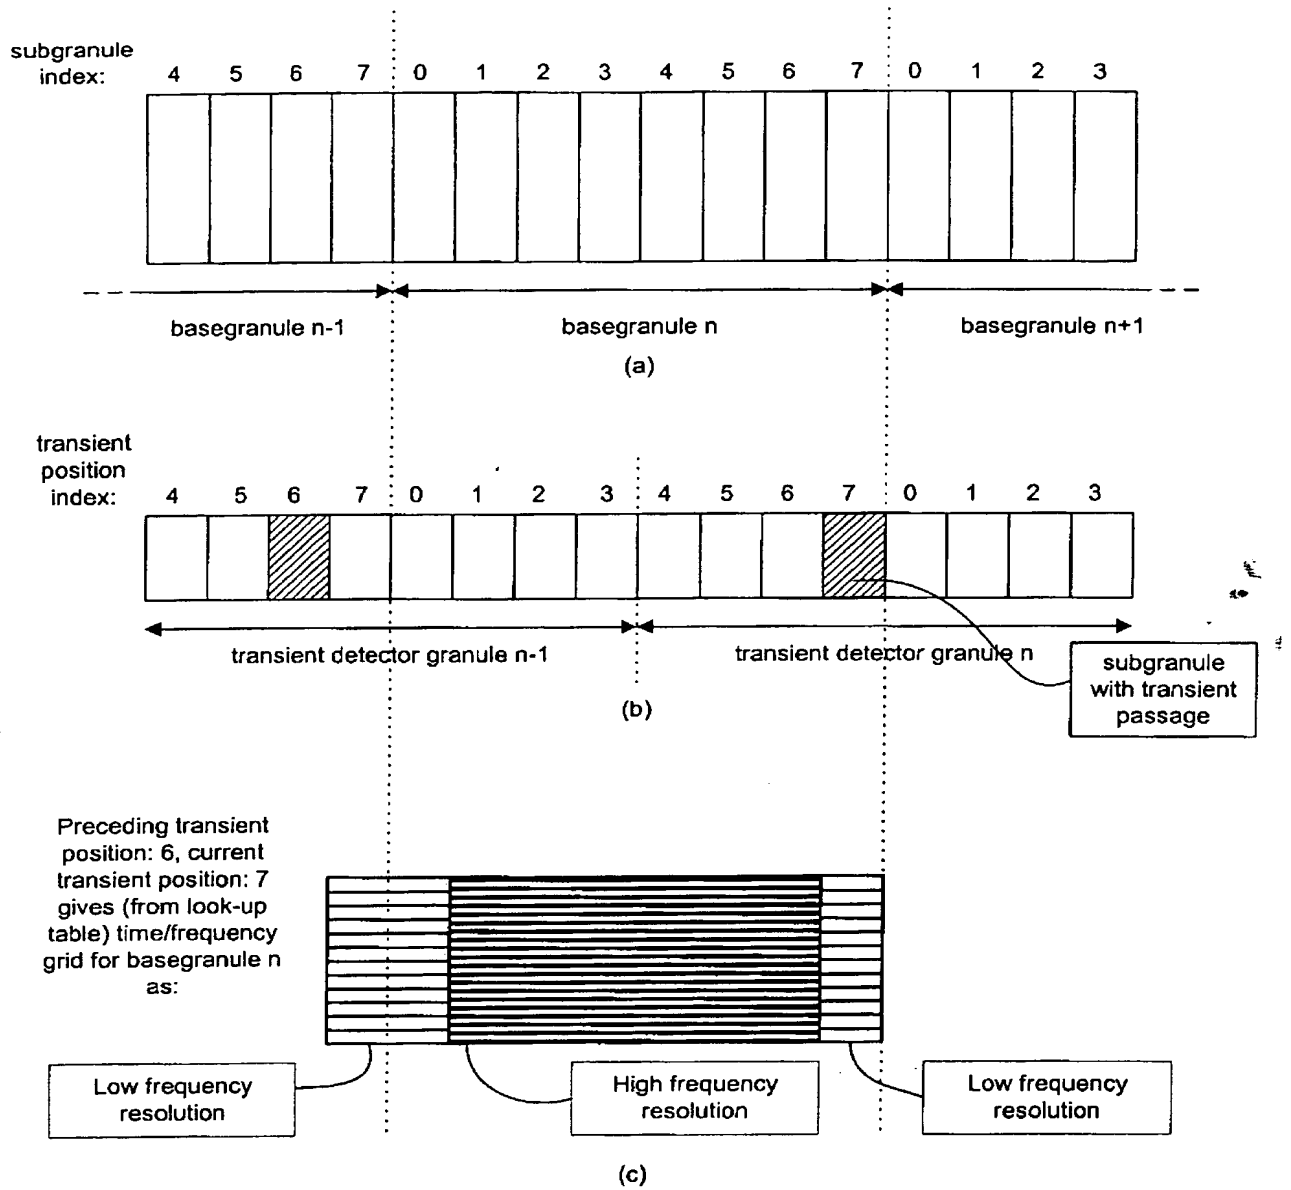 subgranule
index:
4 5 6 7 0 1 2 3 4 5 6 7 0 1 2 3
basegranule n-1
basegranule n
basegranule n+1
(a)
transient
position
index:
4 5 6 7 0 1 2 3 4 5 6 7 0 1 2 3
transient detector granule n-1
transient detector granule n
subgranule
with transient
passage
(b)
Preceding transient
position: 6, current
transient position: 7
gives (from look-up
table) time/frequency
grid for basegranule n
as:
Low frequency
resolution
High frequency
resolution
Low frequency
resolution
(c)